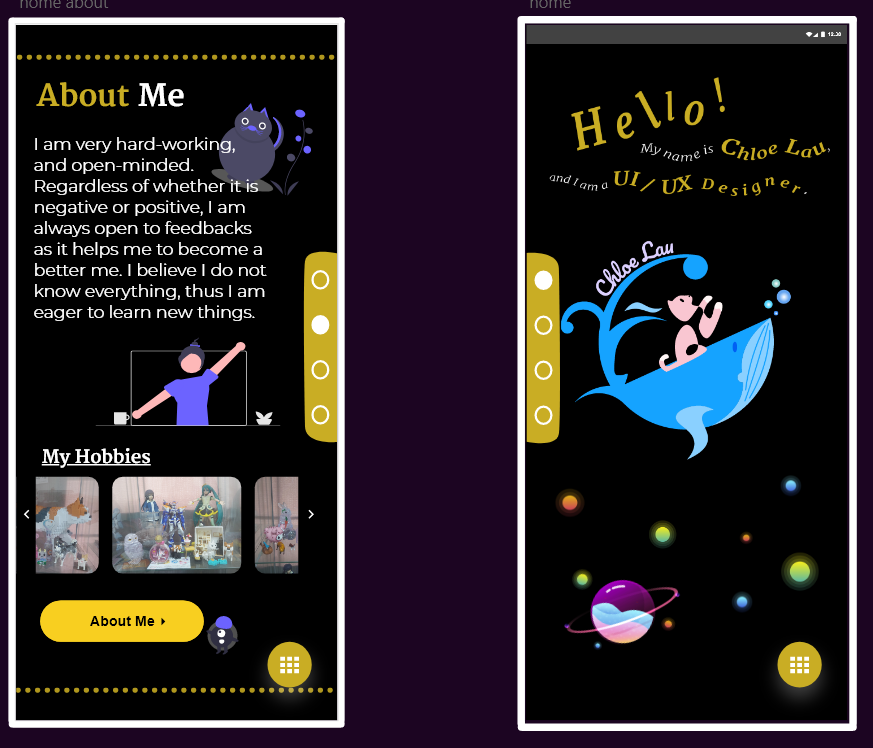 home about
About Me
I am very hard-working,
and open-minded.
Regardless of whether it is
negative or positive, I am
always open to feedbacks
as it helps me to become a
better me. I believe I do not
know everything, thus I am
eager to learn new things.
My Hobbies
About Me
home
12:30
Hello!
My name is Chloe Lau,
and I am a UI/ UX Designer.
Chloe Lau